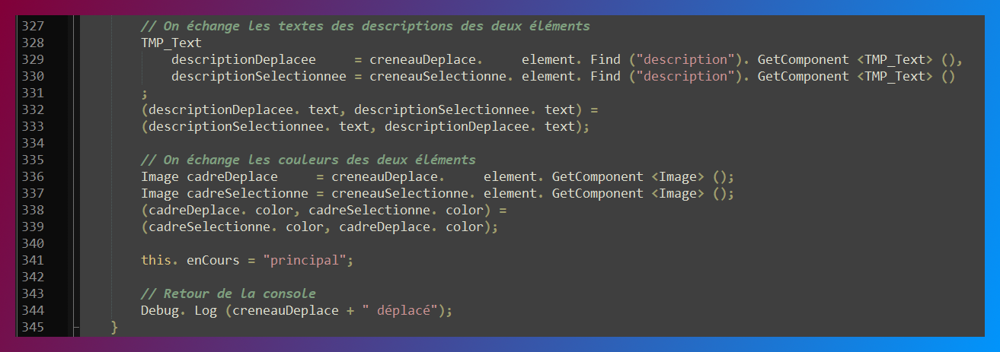 327 // On échange les textes des descriptions des deux éléments
328 TMP_Text
329 descriptionDeplacee     = creneauDeplace.     element. Find ("description"). GetComponent <TMP_Text> (),
330 descriptionSelectionnee = creneauSelectionne. element. Find ("description"). GetComponent <TMP_Text> ()
331 ;
332 (descriptionDeplacee. text, descriptionSelectionnee. text) =
333 (descriptionSelectionnee. text, descriptionDeplacee. text);
334
335 // On échange les couleurs des deux éléments
336 Image cadreDeplace     = creneauDeplace.     element. GetComponent <Image> ();
337 Image cadreSelectionne = creneauSelectionne. element. GetComponent <Image> ();
338 (cadreDeplace. color, cadreSelectionne. color) =
339 (cadreSelectionne. color, cadreDeplace. color);
340
341 this. enCours = "principal";
342
343 // Retour de la console
344 Debug. Log (creneauDeplace + " déplacé");
345 }